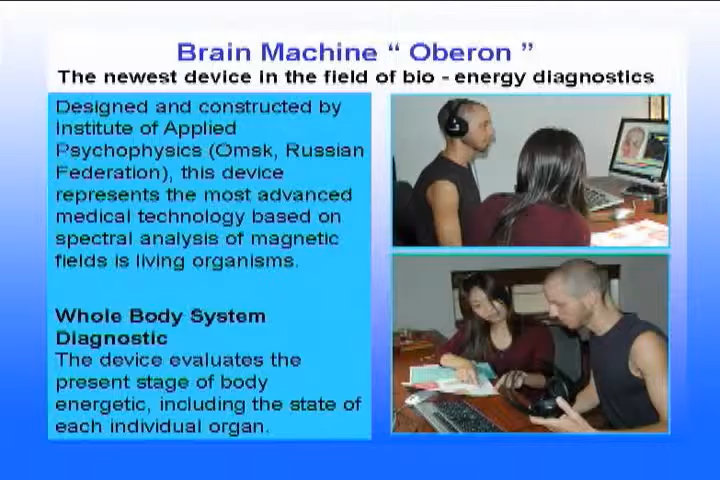 Brain Machine “ Oberon ”
The newest device in the field of bio - energy diagnostics
Designed and constructed by
Institute of Applied
Psychophysics (Omsk, Russian
Federation), this device
represents the most advanced
medical technology based on
spectral analysis of magnetic
fields is living organisms.
Whole Body System
Diagnostic
The device evaluates the
present stage of body
energetic, including the state of
each individual organ.